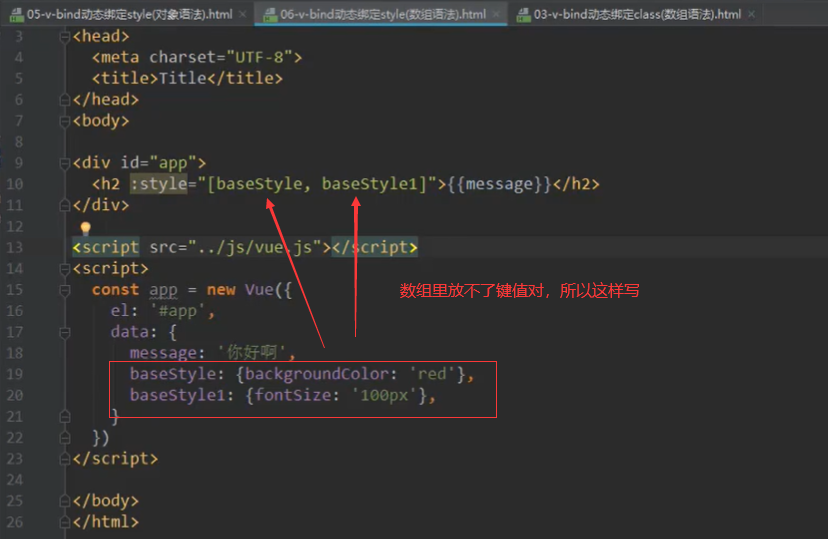 05-v-bind动态绑定style(对象语法).html × 06-v-bind动态绑定style(数组语法).html × 03-v-bind动态绑定class(数组语法).html ×
3 <head>
4 <meta charset="UTF-8">
5 <title>Title</title>
6 </head>
7 <body>
8
9 <div id="app">
10 <h2 :style="[baseStyle, baseStyle1]">{{message}}</h2>
11 </div>
12
13 <script src="../js/vue.js"></script>
14 <script>
15 const app = new Vue({
数组里放不了键值对，所以这样写
16 el: '#app',
17 data: {
18 message: '你好啊',
19 baseStyle: {backgroundColor: 'red'},
20 baseStyle1: {fontSize: '100px'},
21 }
22 })
23 </script>
24
25 </body>
26 </html>